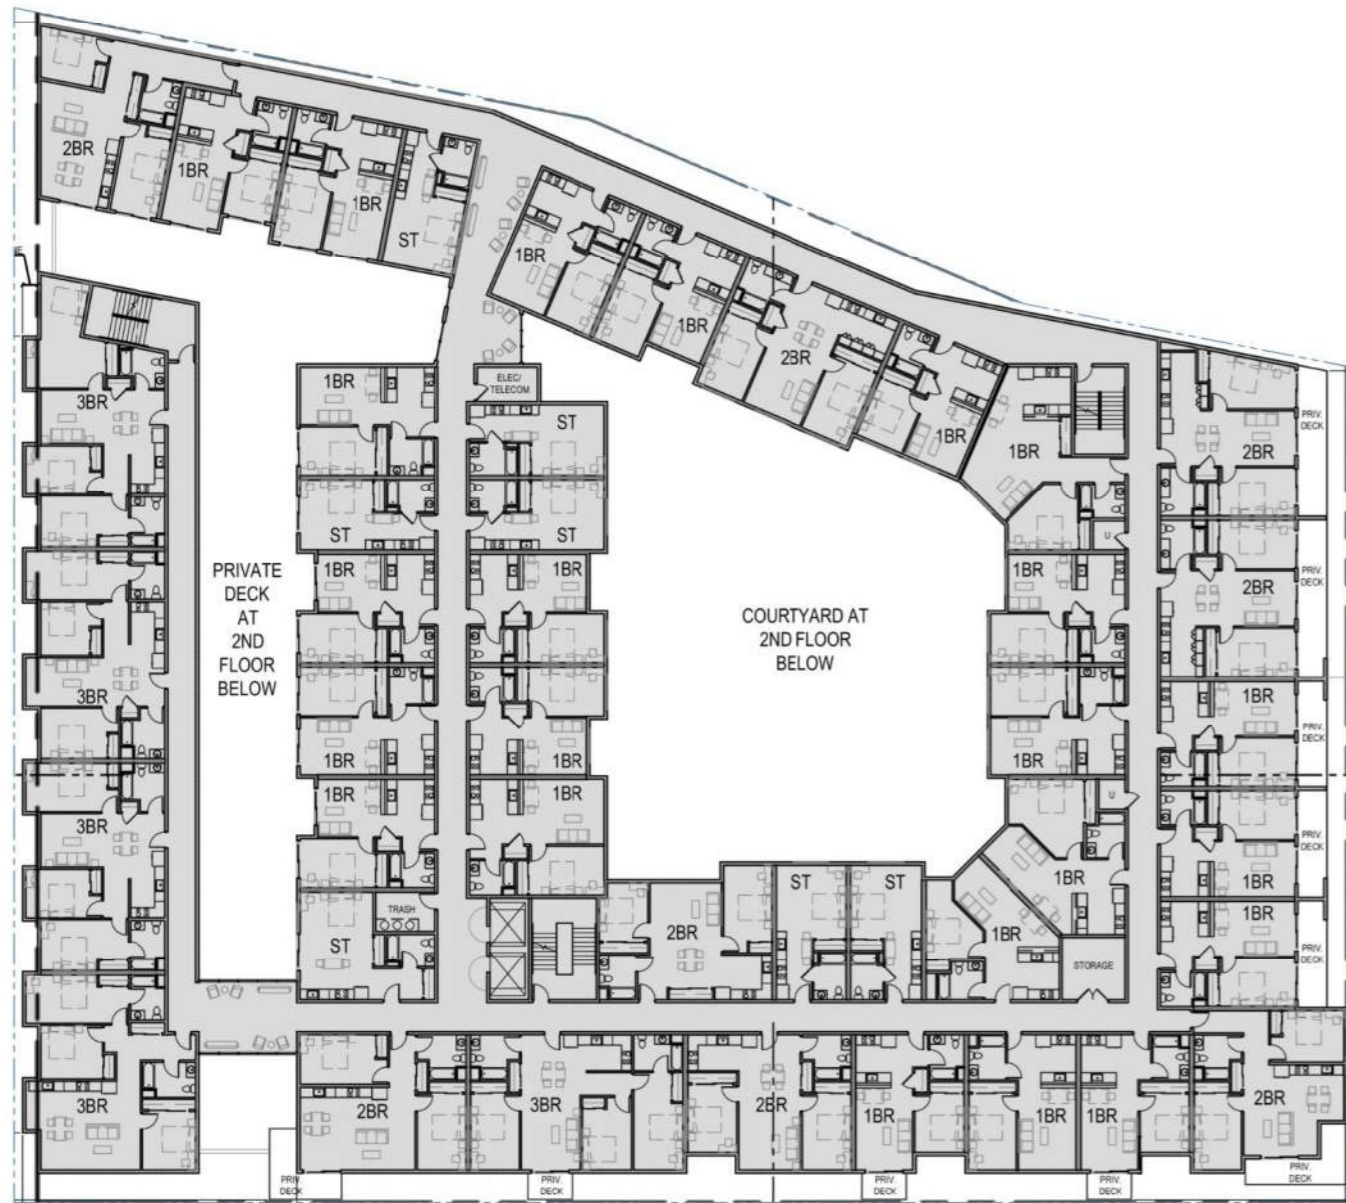 2BR
1BR
1BR
ST
1BR
1BR
2BR
1BR
1BR
3BR
1BR
ELEC/
TELECOM
ST
2BR
PRIV.
DECK
ST
ST
1BR
1BR
1BR
2BR
PRIV.
DECK
PRIVATE
DECK
AT
2ND
FLOOR
BELOW
COURTYARD AT
2ND FLOOR
BELOW
3BR
1BR
1BR
1BR
1BR
PRIV.
DECK
1BR
1BR
U
U
3BR
1BR
PRIV.
DECK
1BR
TRASH
ST
2BR
ST
ST
1BR
STORAGE
1BR
PRIV.
DECK
3BR
2BR
3BR
2BR
1BR
1BR
1BR
2BR
PRIV.
DECK
PRIV.
DECK
PRIV.
DECK
PRIV.
DECK
PRIV.
DECK